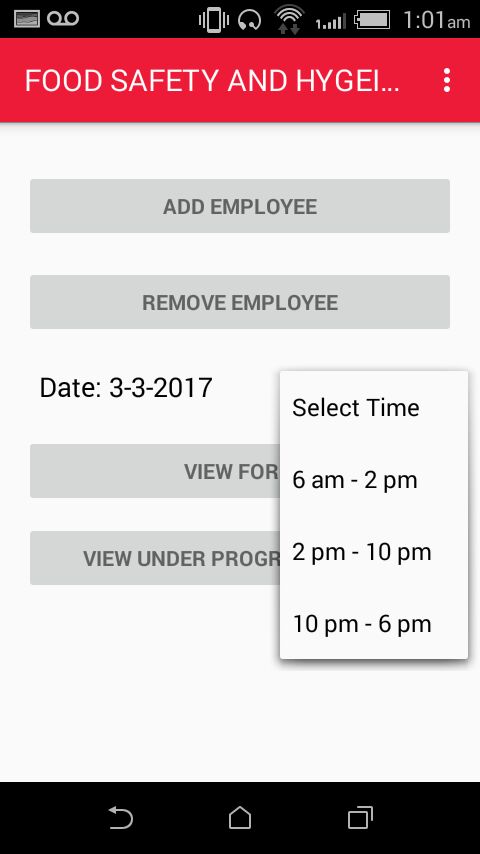 1:01am
FOOD SAFETY AND HYGEI...
ADD EMPLOYEE
REMOVE EMPLOYEE
Date: 3-3-2017
Select Time
VIEW FOR
6 am - 2 pm
2 pm - 10 pm
VIEW UNDER PROGR
10 pm - 6 pm